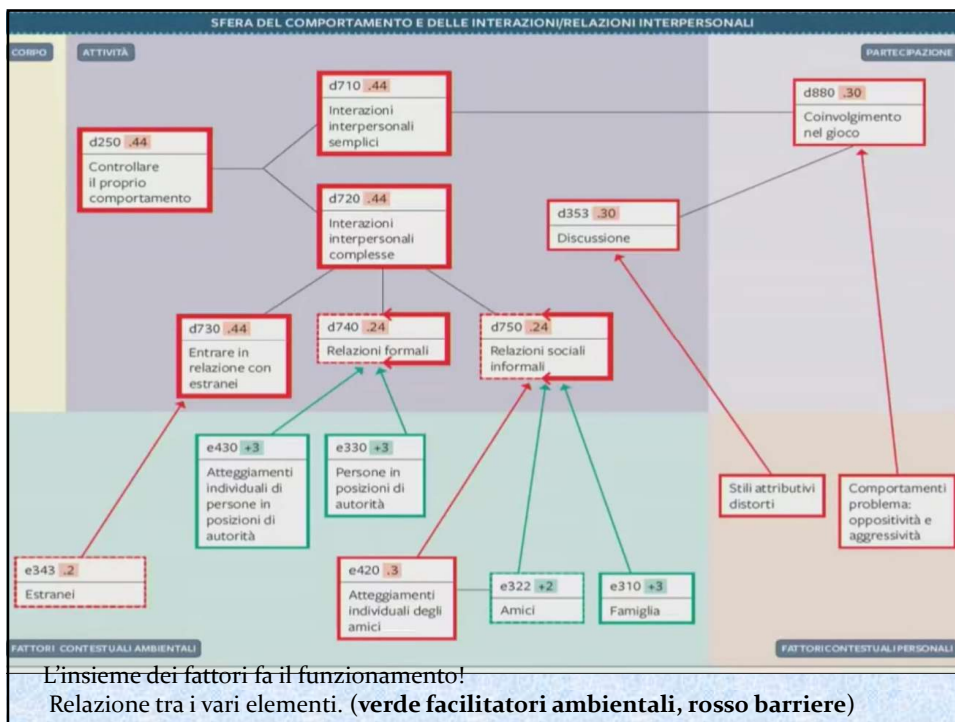 SFERA DEL COMPORTAMENTO E DELLE INTERAZIONI/RELAZIONI INTERPERSONALI
CORPO
ATTIVITÀ
PARTECIPAZIONE
d710 .44
Interazioni
interpersonali
semplici
d880 .30
Coinvolgimento
nel gioco
d250 .44
Controllare
il proprio
comportamento
d720 .44
Interazioni
interpersonali
complesse
d353 .30
Discussione
d730 .44
Entrare in
relazione con
estranei
d740 .24
Relazioni formali
d750 .24
Relazioni sociali
informali
e430 +3
Atteggiamenti
individuali di
persone in
posizioni di
autorità
e330 +3
Persone in
posizioni di
autorità
Stili attributivi
distorti
Comportamenti
problema:
oppositività e
aggressività
e343 .2
Estranei
e420 .3
Atteggiamenti
individuali degli
amici
e322 +2
Amici
e310 +3
Famiglia
FATTORI CONTESTUALI AMBIENTALI
FATTORI CONTESTUALI PERSONALI
L'insieme dei fattori fa il funzionamento!
Relazione tra i vari elementi. (verde facilitatori ambientali, rosso barriere)